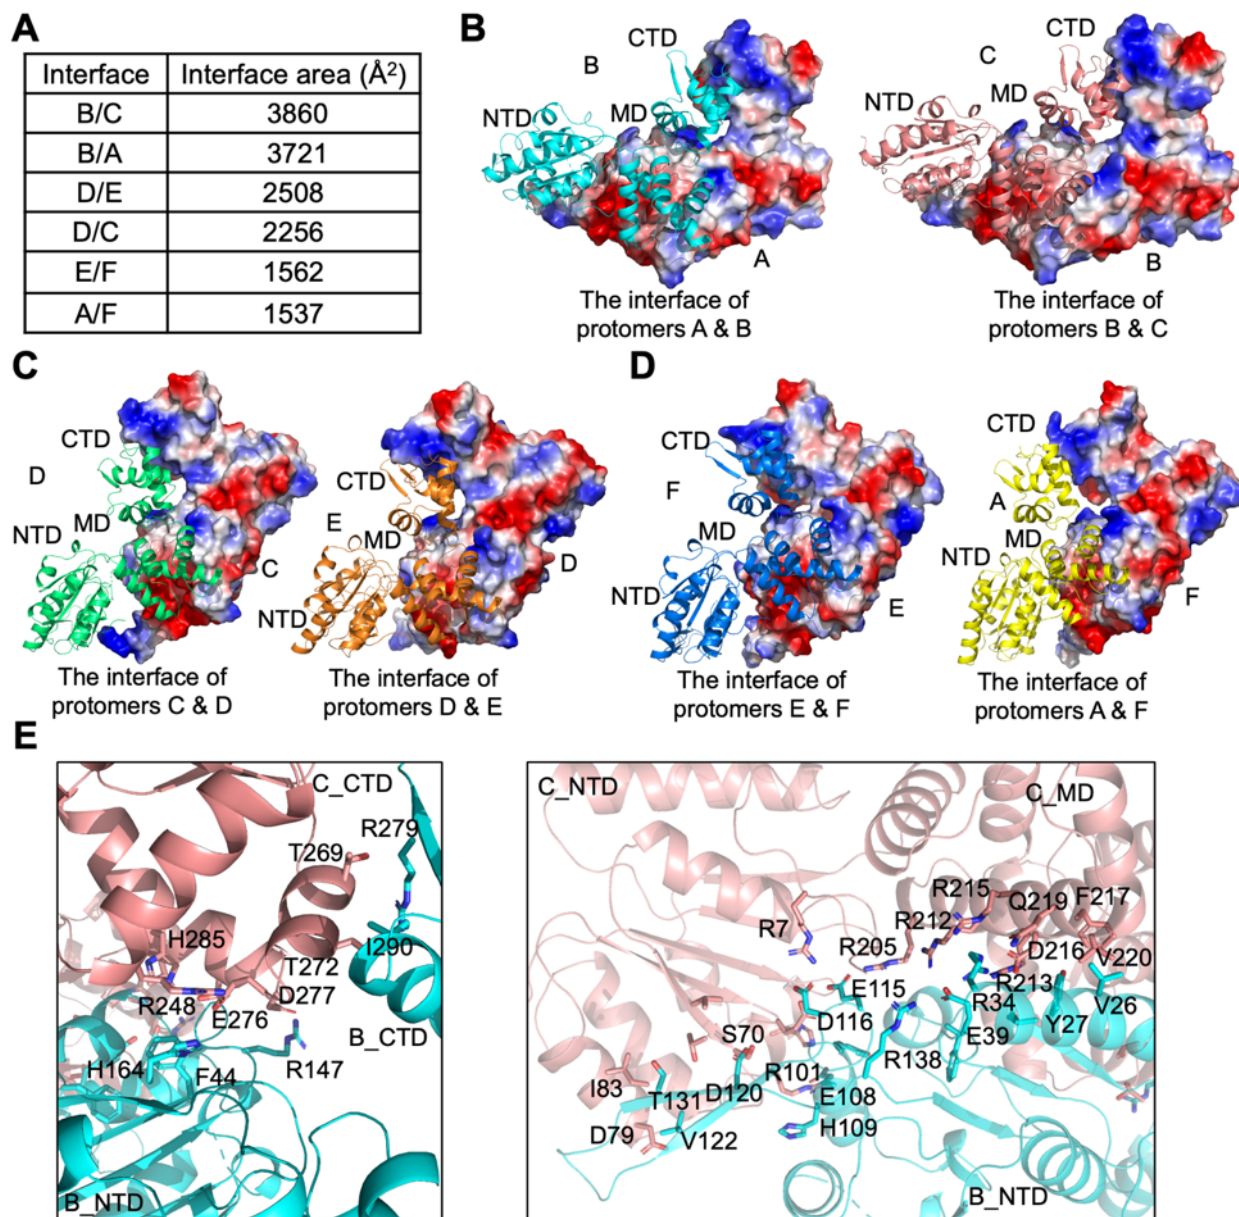 A
Interface Interface area (Å²)
B/C 3860
B/A 3721
D/E 2508
D/C 2256
E/F 1562
A/F 1537
B
CTD
B
NTD
MD
A
The interface of
protomers A & B
CTD
C
NTD
MD
B
The interface of
protomers B & C
C
CTD
D
NTD
MD
C
The interface of
protomers C & D
CTD
E
MD
D
NTD
The interface of
protomers D & E
D
CTD
F
MD
NTD
E
The interface of
protomers E & F
CTD
A
MD
NTD
F
The interface of
protomers A & F
E
C_CTD
R279
T269
H285
I290
T272
R248
D277
E276
B_CTD
H164
F44
R147
B_NTD
C_NTD
C_MD
R215
Q219
F217
R7
R212
R205
D216
V220
E115
R213
R34
V26
D116
S70
E39
Y27
R138
I83
R101
T131
D120
E108
D79
V122
H109
B_NTD